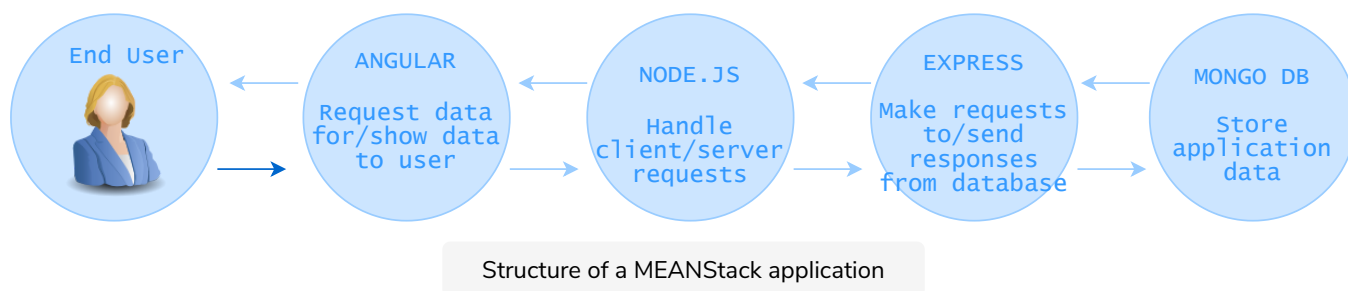 End User
ANGULAR
Request data
for/show data
to user
NODE.JS
Handle
client/server
requests
EXPRESS
Make requests
to/send
responses
from database
MONGO DB
Store
application
data
Structure of a MEANStack application